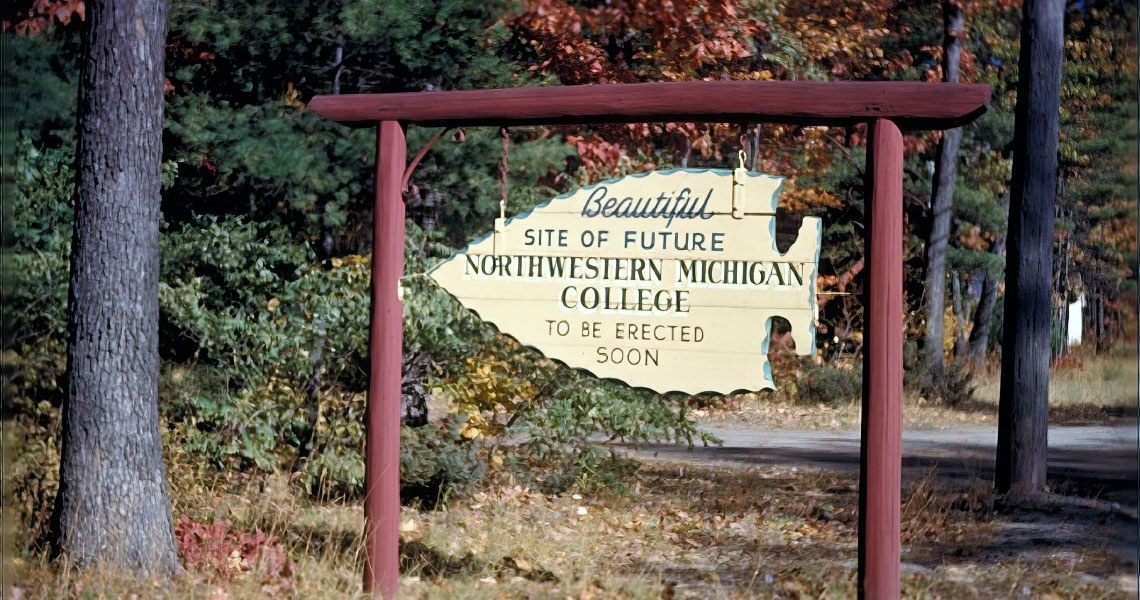 Beautiful
SITE OF FUTURE
NORTHWESTERN MICHIGAN
COLLEGE
TO BE ERECTED
SOON